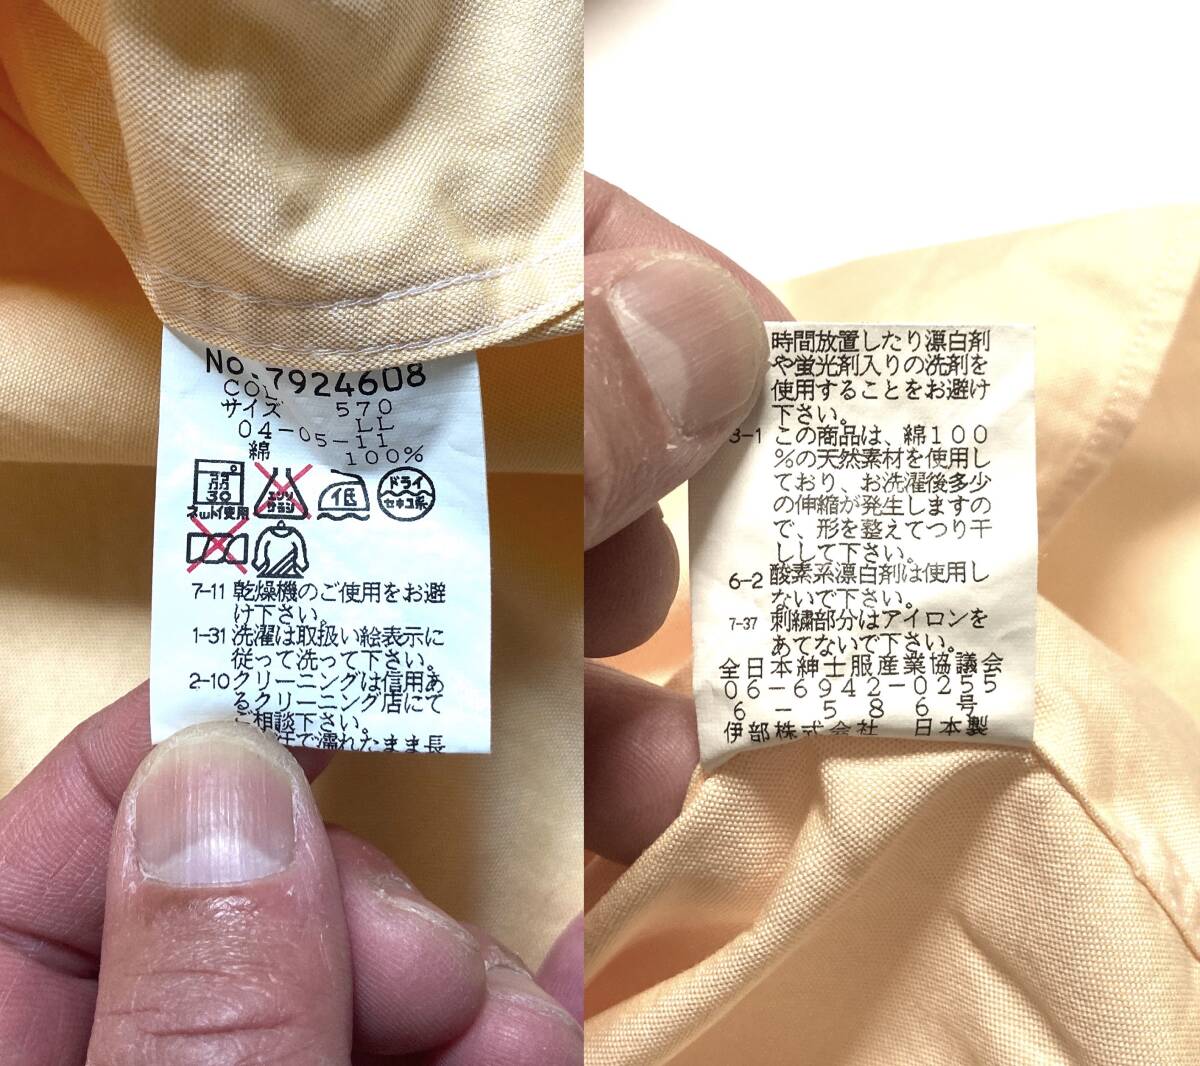 No.7924608
COL 570
サイズ LL
04-05-11
綿 100%
弱
30
ネット使用
エンソ
サラシ
低
ドライ
セキユ系
7-11 乾燥機のご使用をお避
け下さい。
1-31 洗濯は取扱い絵表示に
従って洗って下さい。
2-10 クリーニングは信用あ
るクリーニング店にて
ご相談下さい。
で濡れたまま長
時間放置したり漂白剤
や蛍光剤入りの洗剤を
使用することをお避け
下さい。
3-1 この商品は、綿100
%の天然素材を使用し
ており、お洗濯後多少
の伸縮が発生しますの
で、形を整えてつり干
しして下さい。
6-2 酸素系漂白剤は使用し
ないで下さい。
7-37 刺繍部分はアイロンを
あてないで下さい。
全日本紳士服産業協議会
06-6942-0255
6-586号
伊部株式会社 日本製